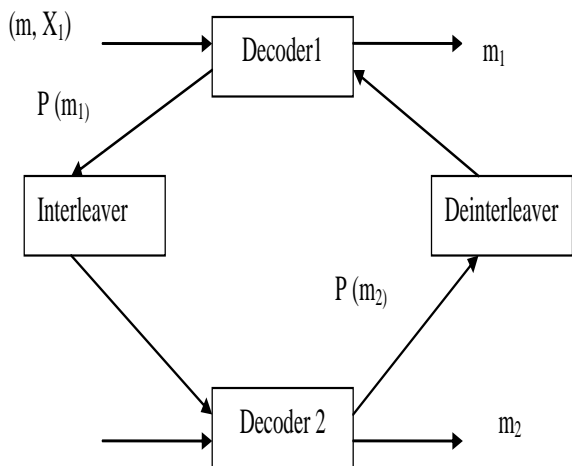 (m, X₁)
Decoder1
m₁
P (m₁)
Interleaver
Deinterleaver
P (m₂)
Decoder 2
m₂